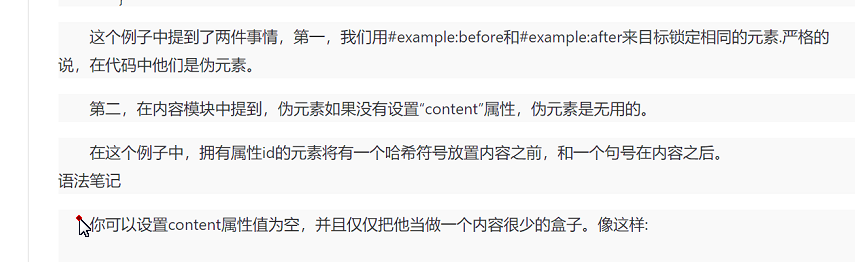 这个例子中提到了两件事情，第一，我们用#example:before和#example:after来目标锁定相同的元素.严格的
说，在代码中他们是伪元素。
第二，在内容模块中提到，伪元素如果没有设置“content”属性，伪元素是无用的。
在这个例子中，拥有属性id的元素将有一个哈希符号放置内容之前，和一个句号在内容之后。
语法笔记
你可以设置content属性值为空，并且仅仅把他当做一个内容很少的盒子。像这样: